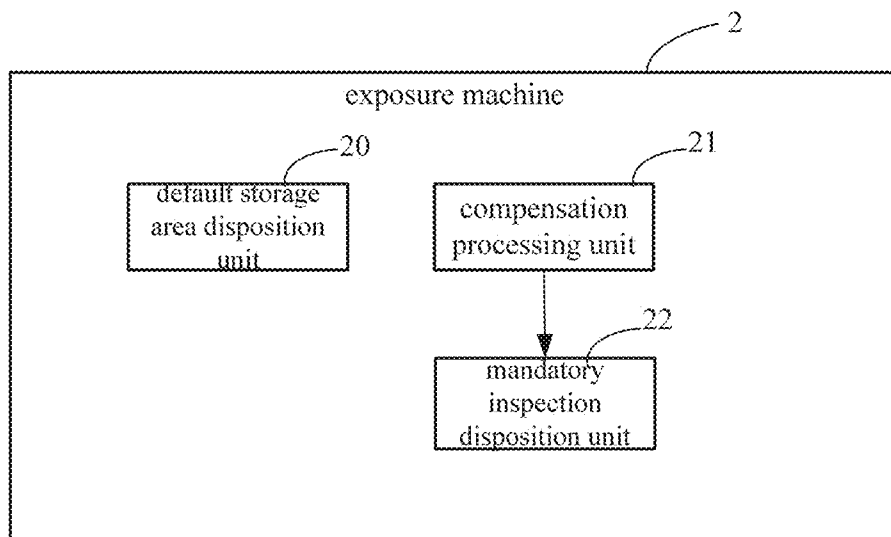 2
exposure machine
20
21
default storage
area disposition
unit
compensation
processing unit
22
mandatory
inspection
disposition unit